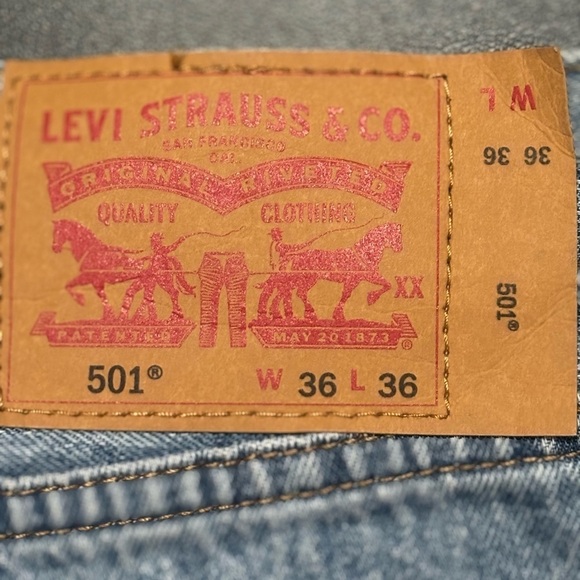 LEVI STRAUSS & CO.
SAN FRANCISCO
CAL.
ORIGINAL RIVETED
QUALITY CLOTHING
XX
PATENTED MAY 20 1873 ®
501® W 36 L 36
W L
36 36
501®